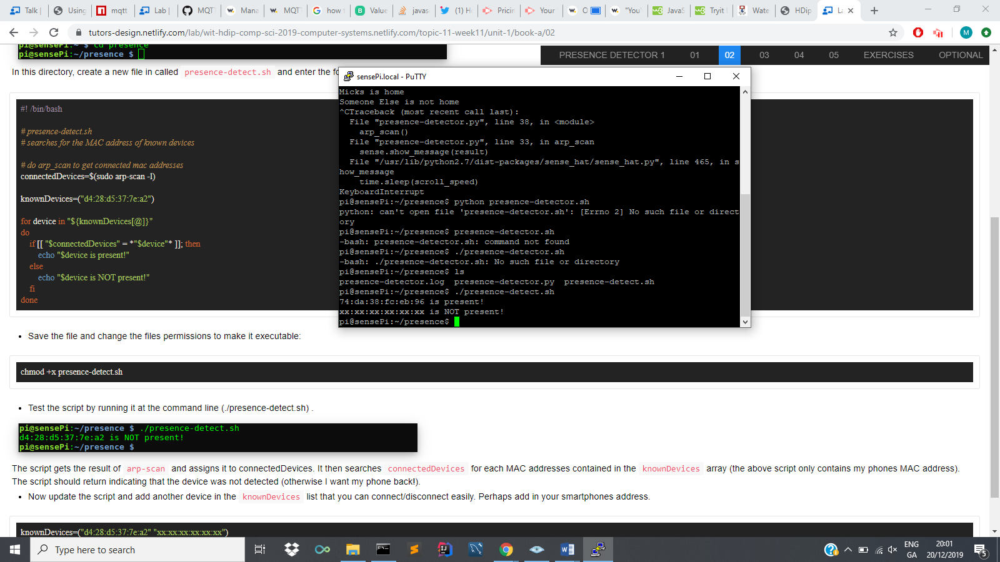 Talk |
Using
mqtt
Lab |
MQT
Mana
MQT
how t
Value
javas
(1) H
Pricin
Your
O
"You'
JavaS
Tryit
Wate
HDip
La
tutors-design.netlify.com/lab/wit-hdip-comp-sci-2019-computer-systems.netlify.com/topic-11-week11/unit-1/book-a/02
M
pi@sensePi:~ $ cd presence
pi@sensePi:~/presence $
PRESENCE DETECTOR 1 01 02 03 04 05 EXERCISES OPTIONAL
In this directory, create a new file in called presence-detect.sh and enter the fo
#! /bin/bash
# presence-detect.sh
# searches for the MAC address of known devices
# do arp_scan to get connected mac addresses
connectedDevices=$(sudo arp-scan -l)
knownDevices=("d4:28:d5:37:7e:a2")
for device in "${knownDevices[@]}"
do
if [[ "$connectedDevices" = *"$device"* ]]; then
echo "$device is present!"
else
echo "$device is NOT present!"
fi
done
sensePi.local - PuTTY
Micks is home
Someone Else is not home
^CTraceback (most recent call last):
File "presence-detector.py", line 38, in <module>
arp_scan()
File "presence-detector.py", line 33, in arp_scan
sense.show_message(result)
File "/usr/lib/python2.7/dist-packages/sense_hat/sense_hat.py", line 465, in s
how_message
time.sleep(scroll_speed)
KeyboardInterrupt
pi@sensePi:~/presence$ python presence-detector.sh
python: can't open file 'presence-detector.sh': [Errno 2] No such file or direct
ory
pi@sensePi:~/presence$ presence-detector.sh
-bash: presence-detector.sh: command not found
pi@sensePi:~/presence$ ./presence-detector.sh
-bash: ./presence-detector.sh: No such file or directory
pi@sensePi:~/presence$ ls
presence-detector.log presence-detector.py presence-detect.sh
pi@sensePi:~/presence$ ./presence-detect.sh
74:da:38:fc:eb:96 is present!
xx:xx:xx:xx:xx:xx is NOT present!
pi@sensePi:~/presence$
• Save the file and change the files permissions to make it executable:
chmod +x presence-detect.sh
• Test the script by running it at the command line (./presence-detect.sh) .
pi@sensePi:~/presence $ ./presence-detect.sh
d4:28:d5:37:7e:a2 is NOT present!
pi@sensePi:~/presence $
The script gets the result of arp-scan and assigns it to connectedDevices. It then searches connectedDevices for each MAC addresses contained in the knownDevices array (the above script only contains my phones MAC address).
The script should return indicating that the device was not detected (otherwise I want my phone back!).
• Now update the script and add another device in the knownDevices list that you can connect/disconnect easily. Perhaps add in your smartphones address.
knownDevices=("d4:28:d5:37:7e:a2" "xx:xx:xx:xx:xx:xx")
Type here to search
ENG
GA
20:01
20/12/2019
5